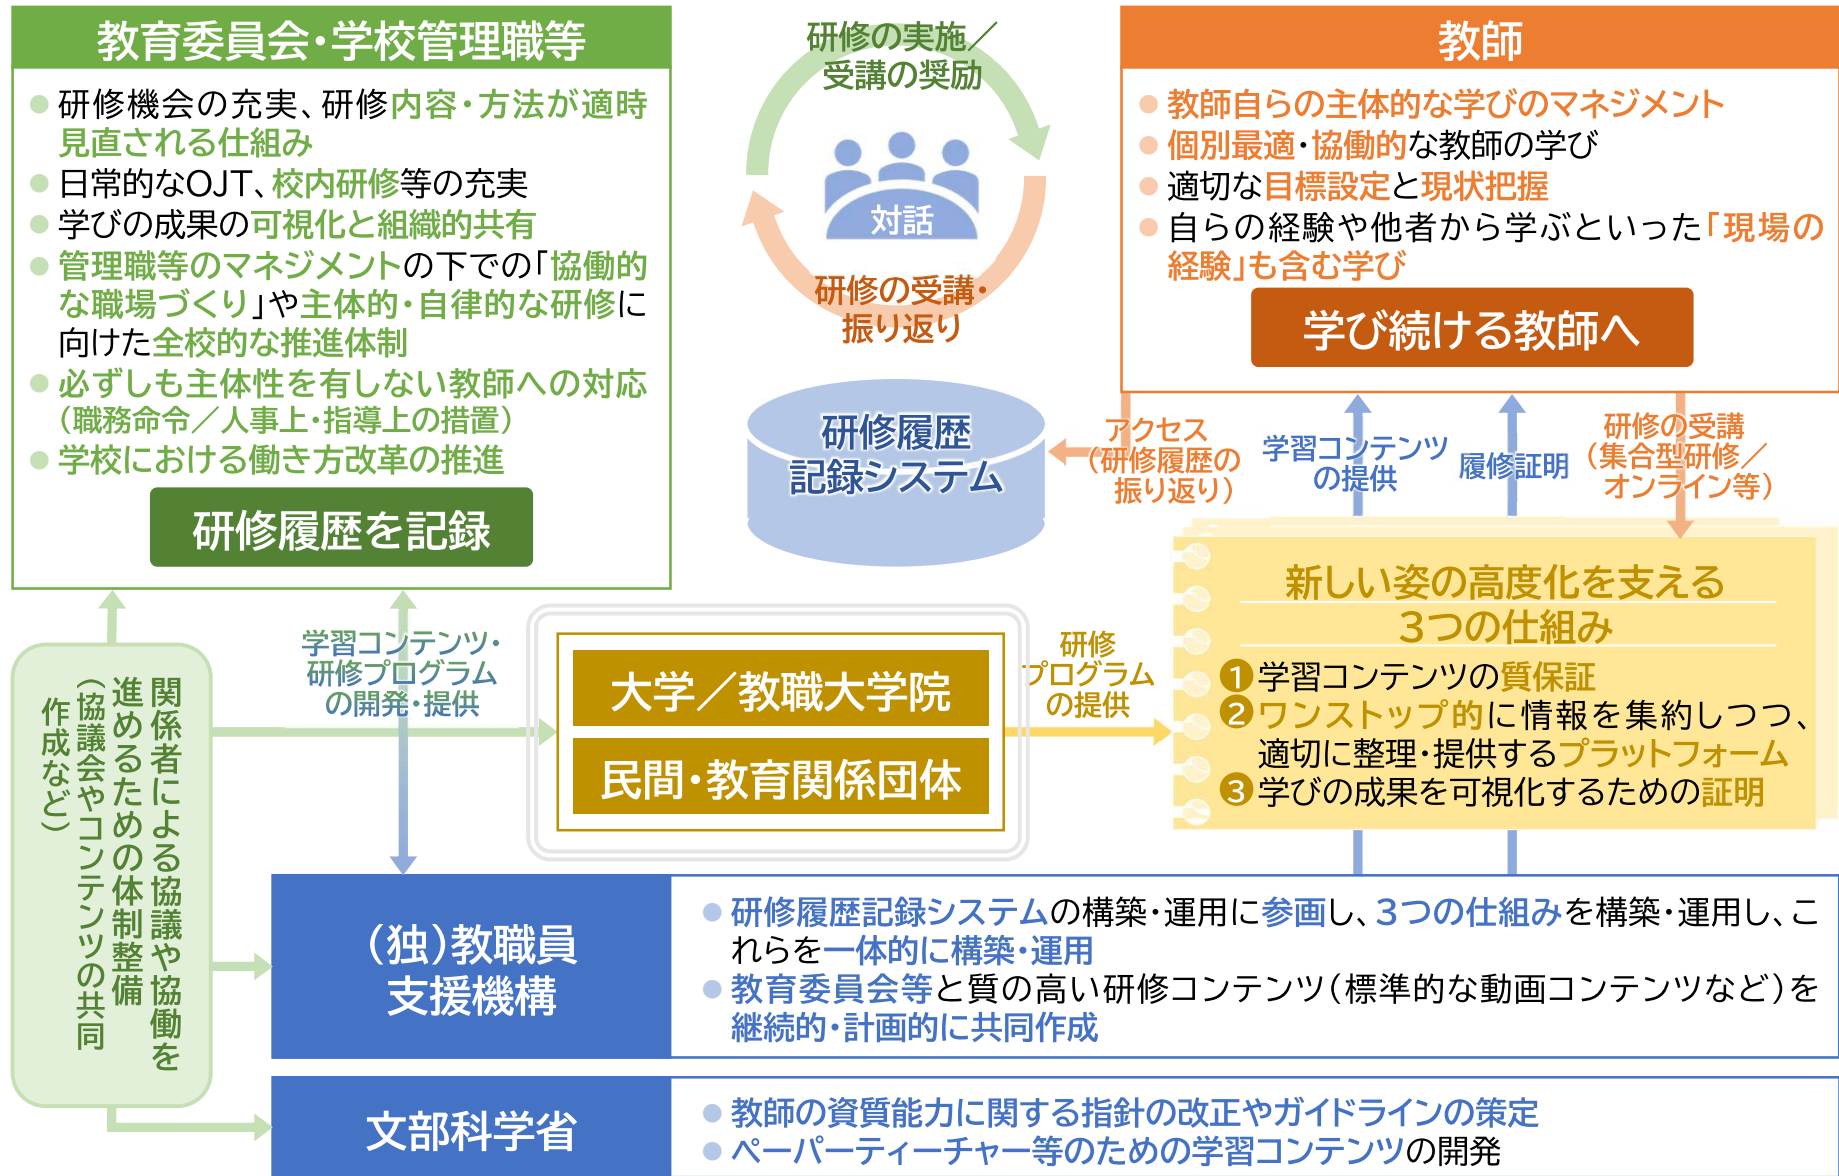 教育委員会・学校管理職等
● 研修機会の充実、研修内容・方法が適時
見直される仕組み
● 日常的なOJT、校内研修等の充実
● 学びの成果の可視化と組織的共有
● 管理職等のマネジメントの下での「協働的
な職場づくり」や主体的・自律的な研修に
向けた全校的な推進体制
● 必ずしも主体性を有しない教師への対応
（職務命令／人事上・指導上の措置）
● 学校における働き方改革の推進
研修履歴を記録
研修の実施／
受講の奨励
対話
研修の受講・
振り返り
研修履歴
記録システム
教師
● 教師自らの主体的な学びのマネジメント
● 個別最適・協働的な教師の学び
● 適切な目標設定と現状把握
● 自らの経験や他者から学ぶといった「現場の
経験」も含む学び
学び続ける教師へ
アクセス
（研修履歴の
振り返り）
学習コンテンツ
の提供
履修証明
研修の受講
（集合型研修／
オンライン等）
新しい姿の高度化を支える
3つの仕組み
❶学習コンテンツの質保証
❷ワンストップ的に情報を集約しつつ、
適切に整理・提供するプラットフォーム
❸学びの成果を可視化するための証明
学習コンテンツ・
研修プログラム
の開発・提供
大学／教職大学院
民間・教育関係団体
研修
プログラム
の提供
関係者による協議や協働を
進めるための体制整備
（協議会やコンテンツの共同
作成など）
（独）教職員
支援機構
● 研修履歴記録システムの構築・運用に参画し、3つの仕組みを構築・運用し、こ
れらを一体的に構築・運用
● 教育委員会等と質の高い研修コンテンツ（標準的な動画コンテンツなど）を
継続的・計画的に共同作成
文部科学省
● 教師の資質能力に関する指針の改正やガイドラインの策定
● ペーパーティーチャー等のための学習コンテンツの開発